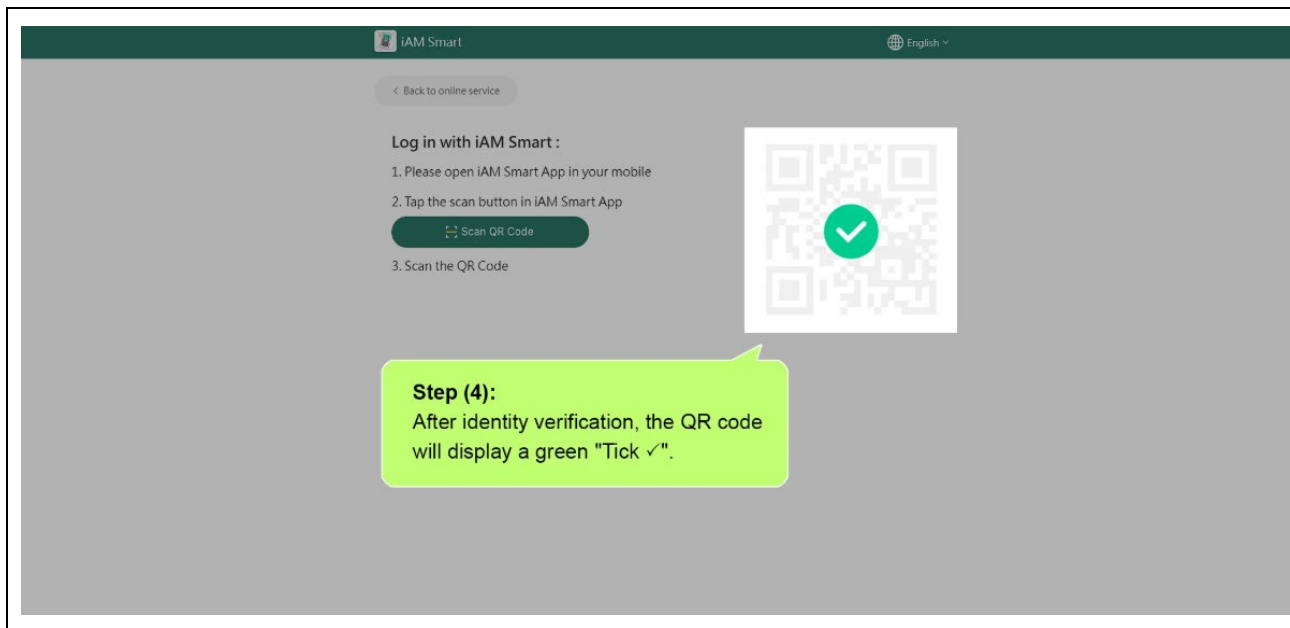 iAM Smart
English
< Back to online service
Log in with iAM Smart :
1. Please open iAM Smart App in your mobile
2. Tap the scan button in iAM Smart App
Scan QR Code
3. Scan the QR Code
Step (4):
After identity verification, the QR code
will display a green "Tick ✓".